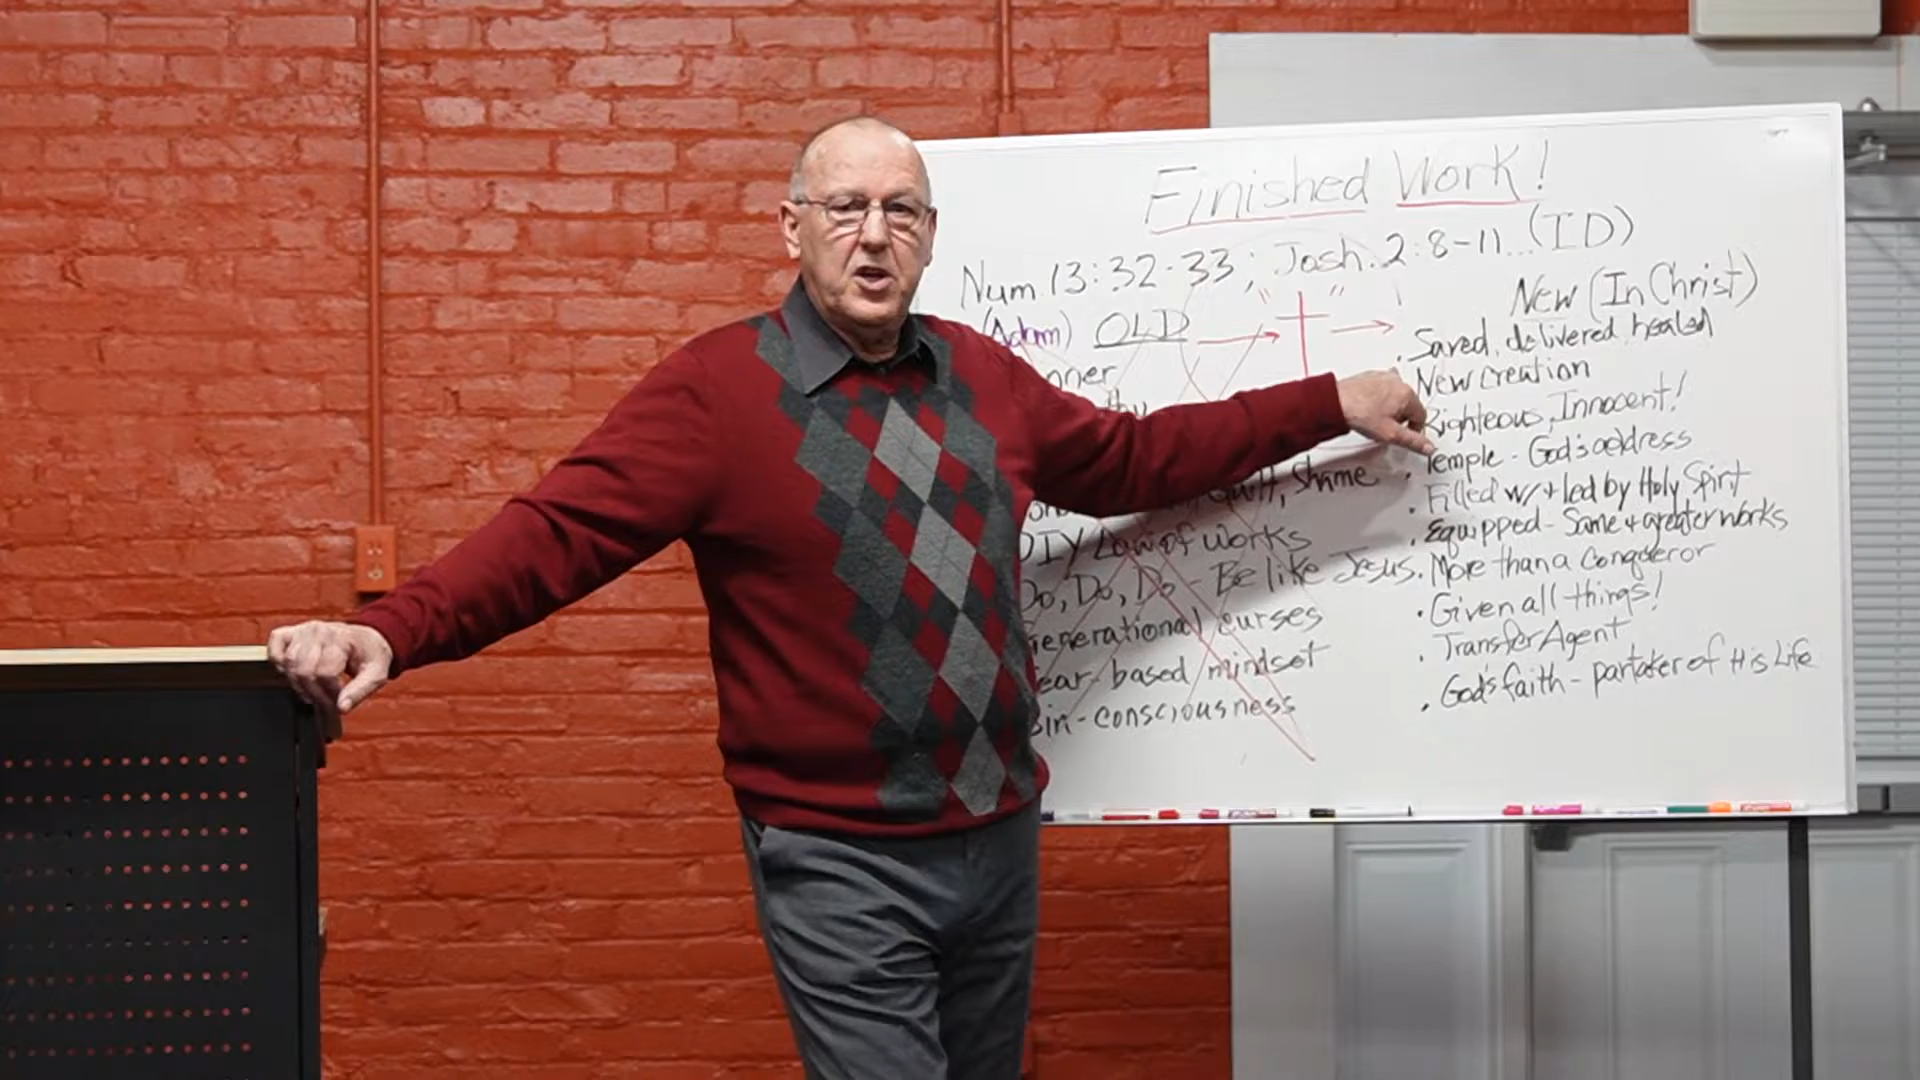 Finished Work!
Num. 13:32-33; Josh. 2:8-11...(ID)
(Adam) OLD
" "
New (In Christ)
• Saved, delivered, healed
New Creation
Righteous, Innocent!
• Temple - God's address
Shame
• Filled w/ + led by Holy Spirit
DIY Law of Works
• Equipped - Same + greater works
Do, Do, Do - Be like Jesus
• More than a Conqueror
Generational curses
• Given all things!
based mindset
• Transfer Agent
Sin-consciousness
• God's faith - partaker of His Life